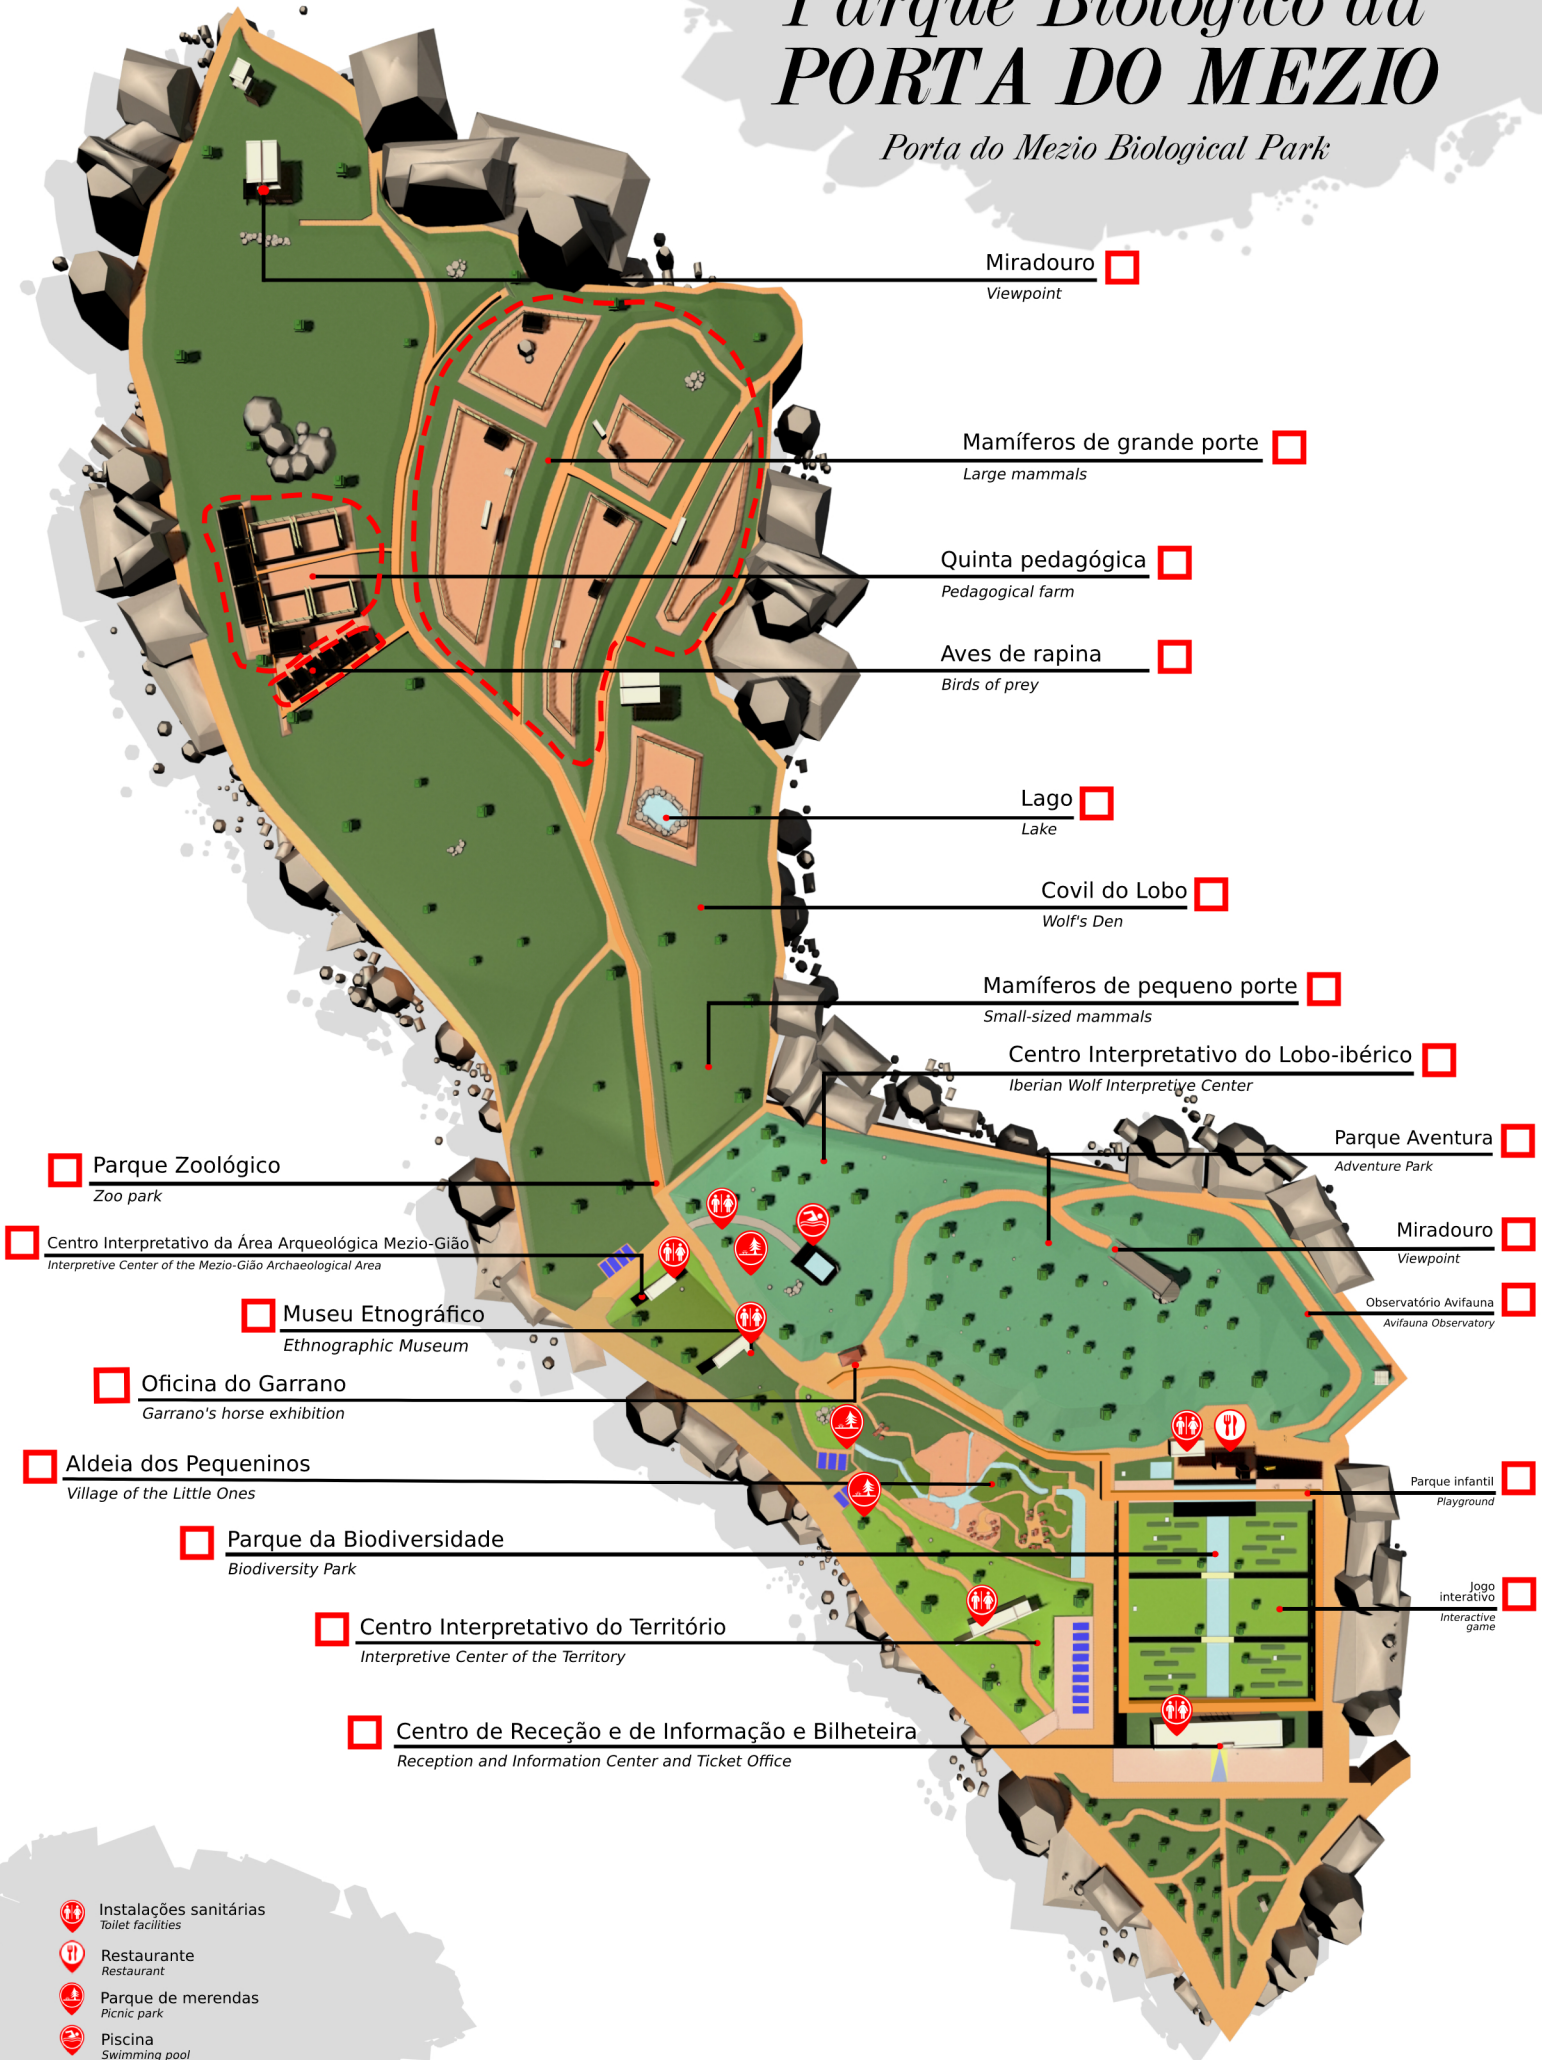 Parque Biológico da
PORTA DO MEZIO
Porta do Mezio Biological Park
Miradouro
Viewpoint
Mamíferos de grande porte
Large mammals
Quinta pedagógica
Pedagogical farm
Aves de rapina
Birds of prey
Lago
Lake
Covil do Lobo
Wolf's Den
Mamíferos de pequeno porte
Small-sized mammals
Centro Interpretativo do Lobo-ibérico
Iberian Wolf Interpretive Center
Parque Aventura
Adventure Park
Parque Zoológico
Zoo park
Miradouro
Viewpoint
Centro Interpretativo da Área Arqueológica Mezio-Gião
Interpretive Center of the Mezio-Gião Archaeological Area
Observatório Avifauna
Avifauna Observatory
Museu Etnográfico
Ethnographic Museum
Oficina do Garrano
Garrano's horse exhibition
Aldeia dos Pequeninos
Village of the Little Ones
Parque infantil
Playground
Parque da Biodiversidade
Biodiversity Park
Jogo
interativo
Interactive
game
Centro Interpretativo do Território
Interpretive Center of the Territory
Centro de Receção e de Informação e Bilheteira
Reception and Information Center and Ticket Office
Instalações sanitárias
Toilet facilities
Restaurante
Restaurant
Parque de merendas
Picnic park
Piscina
Swimming pool